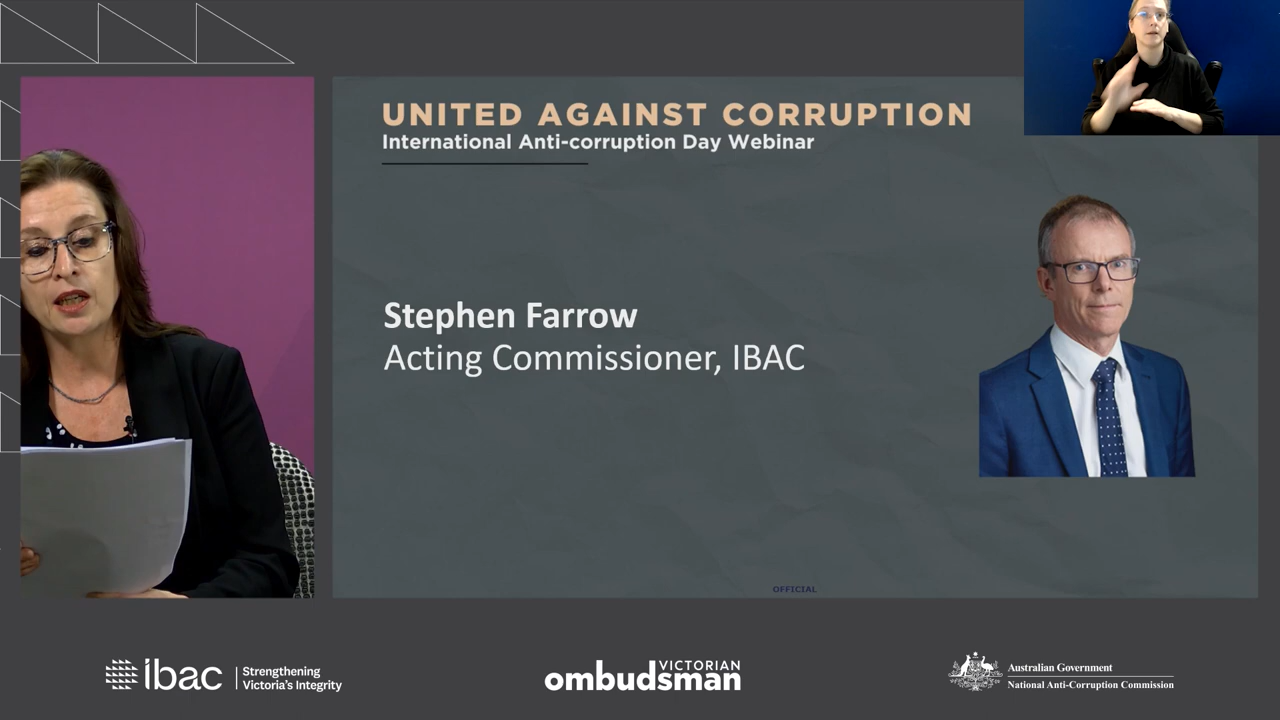 UNITED AGAINST CORRUPTION
International Anti-corruption Day Webinar
Stephen Farrow
Acting Commissioner, IBAC
OFFICIAL
ibac
Strengthening
Victoria's Integrity
VICTORIAN
ombudsman
Australian Government
National Anti-Corruption Commission